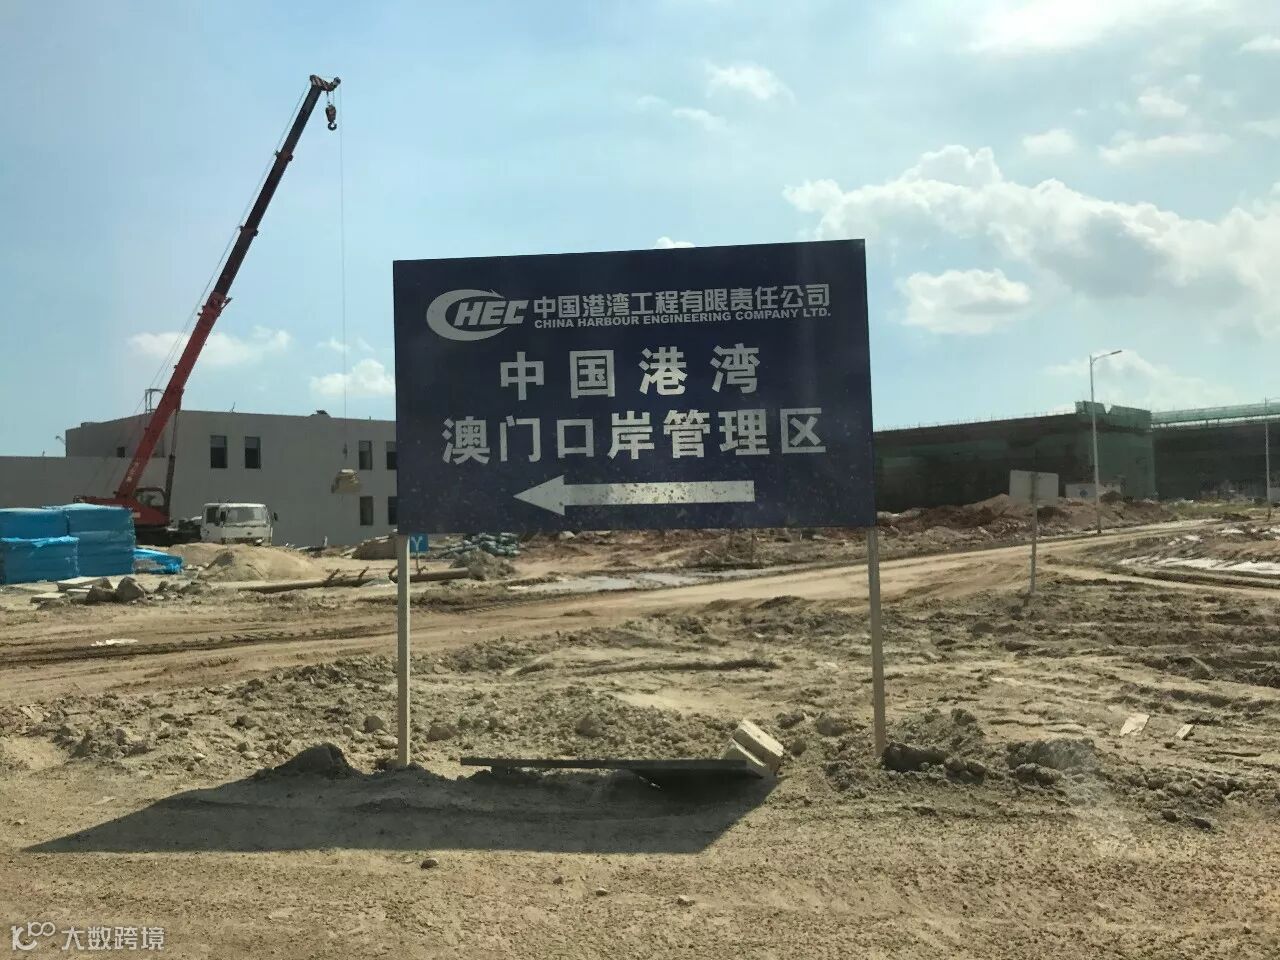 CHEC 中国港湾工程有限责任公司
CHINA HARBOUR ENGINEERING COMPANY LTD.
中国港湾
澳门口岸管理区
大数跨境